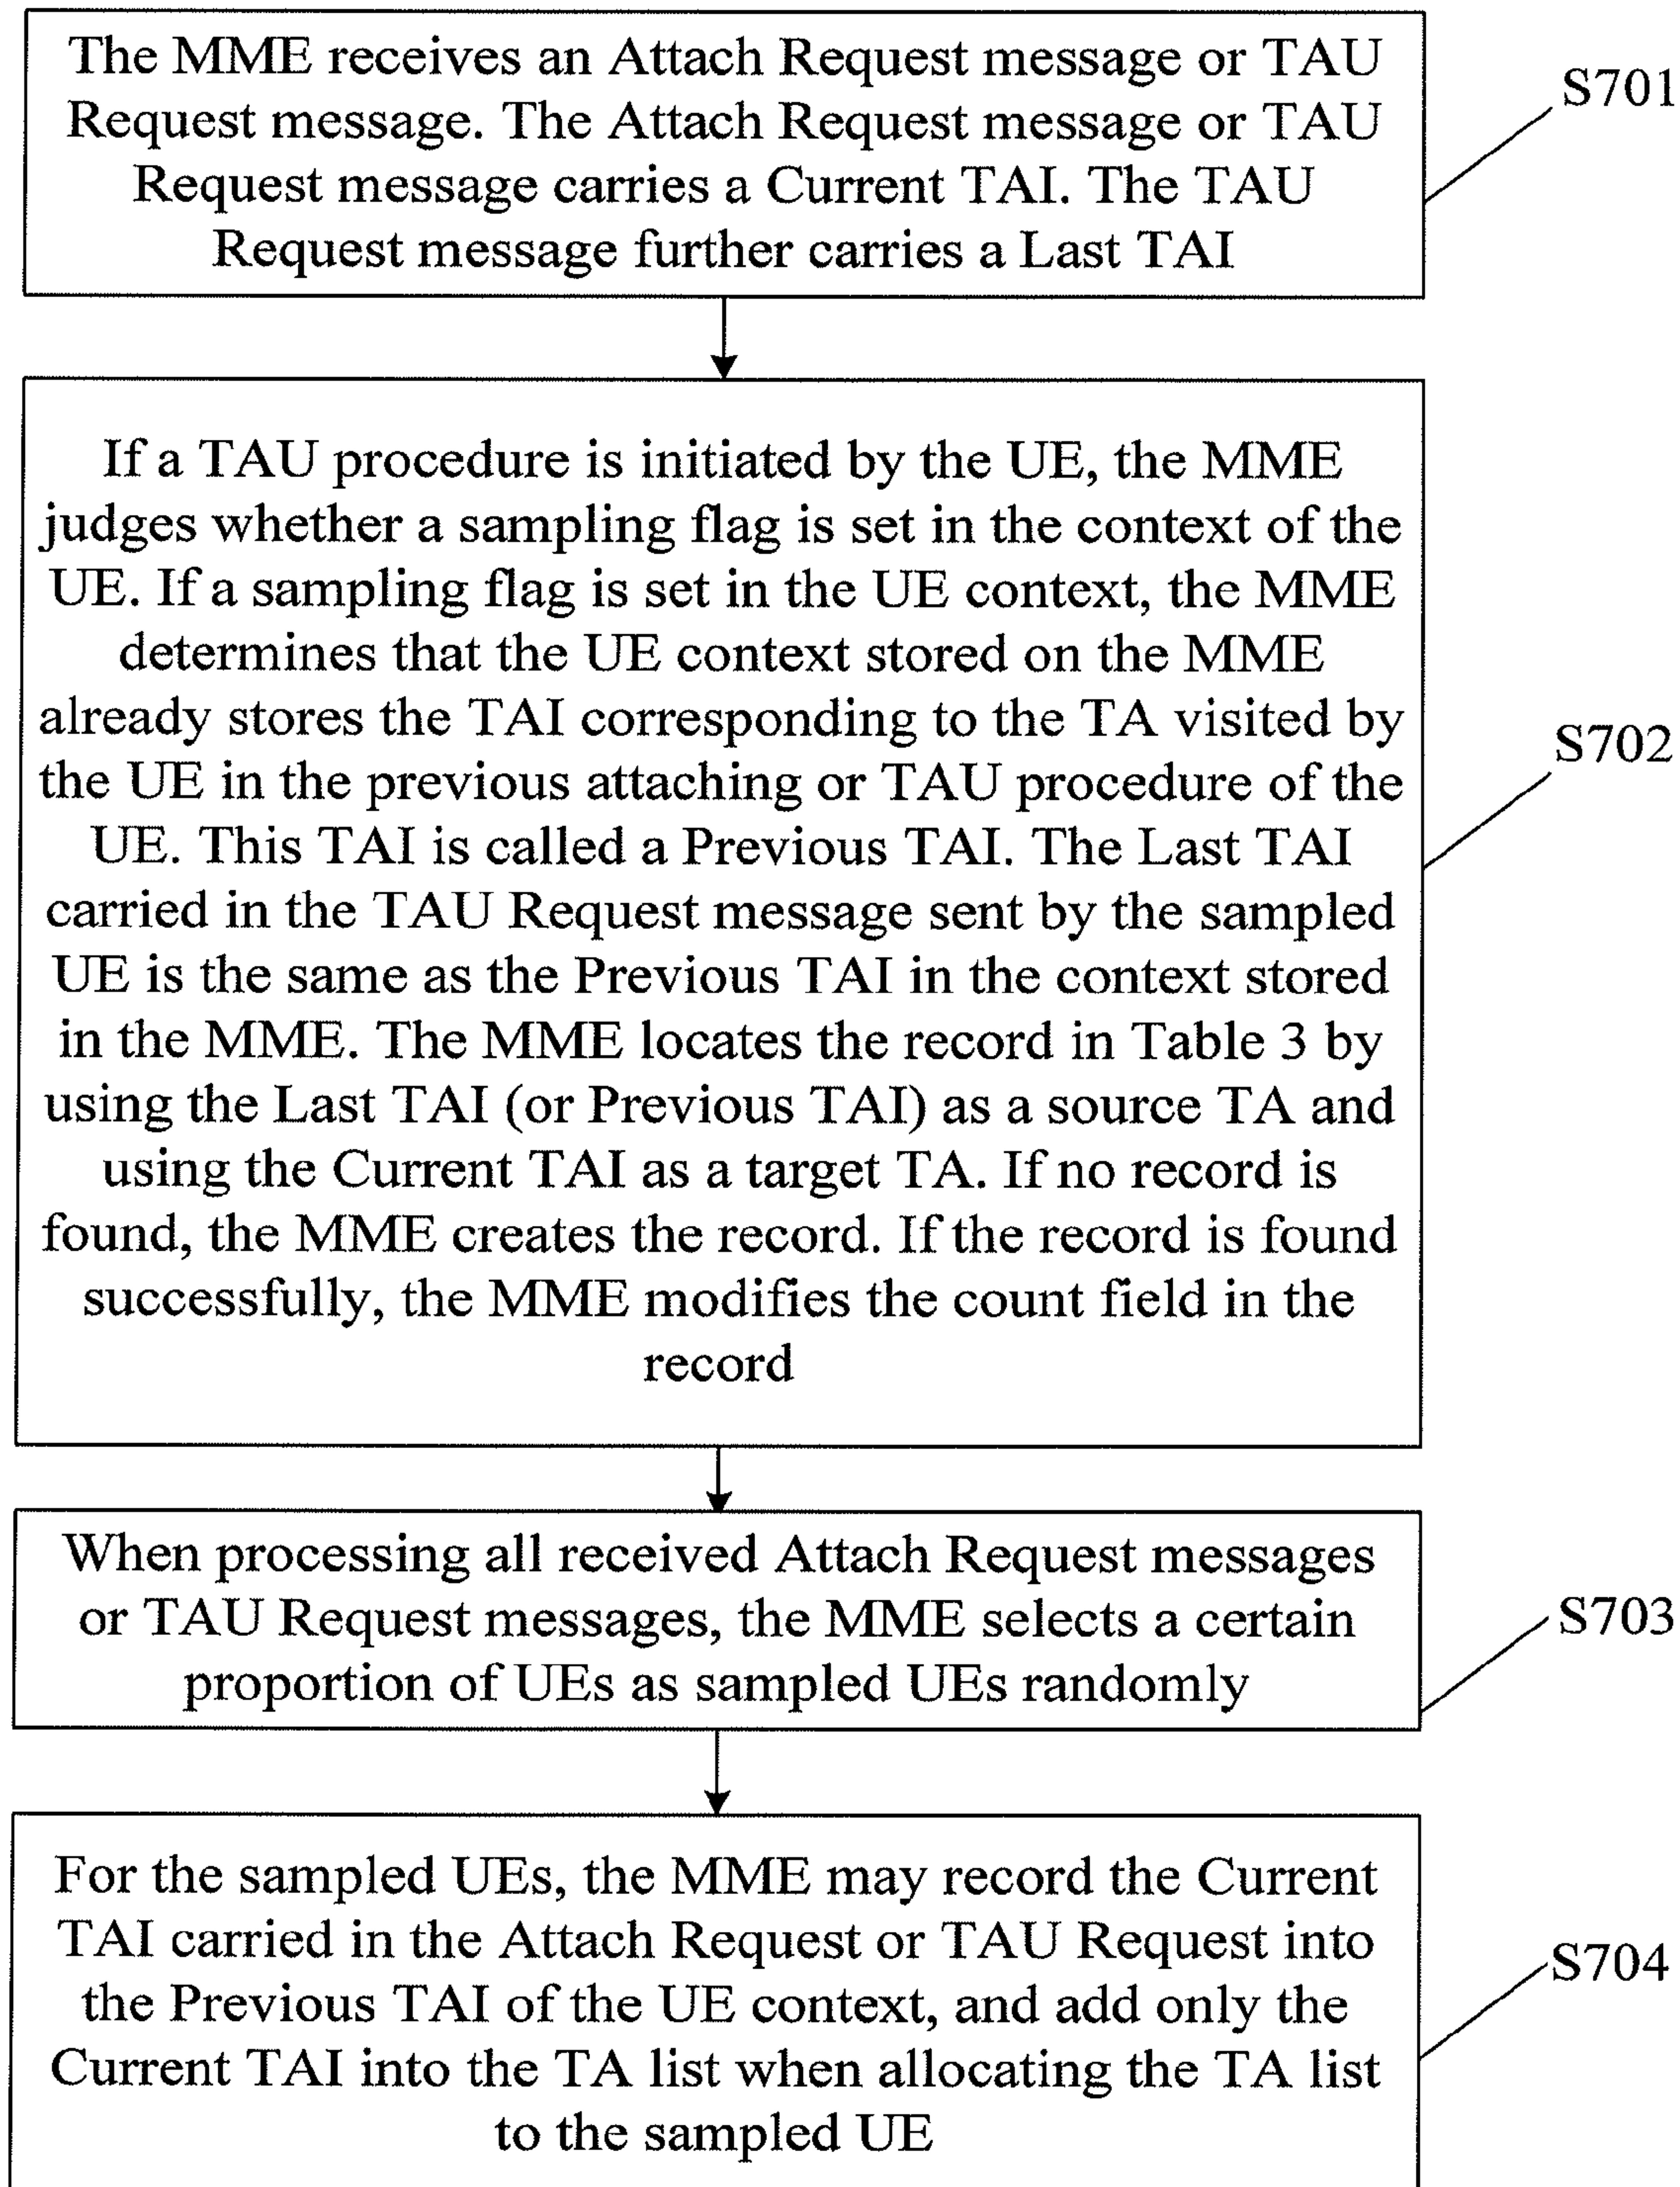 The MME receives an Attach Request message or TAU
Request message. The Attach Request message or TAU
Request message carries a Current TAI. The TAU
Request message further carries a Last TAI
S701
If a TAU procedure is initiated by the UE, the MME
judges whether a sampling flag is set in the context of the
UE. If a sampling flag is set in the UE context, the MME
determines that the UE context stored on the MME
already stores the TAI corresponding to the TA visited by
the UE in the previous attaching or TAU procedure of the
UE. This TAI is called a Previous TAI. The Last TAI
carried in the TAU Request message sent by the sampled
UE is the same as the Previous TAI in the context stored
in the MME. The MME locates the record in Table 3 by
using the Last TAI (or Previous TAI) as a source TA and
using the Current TAI as a target TA. If no record is
found, the MME creates the record. If the record is found
successfully, the MME modifies the count field in the
record
S702
When processing all received Attach Request messages
or TAU Request messages, the MME selects a certain
proportion of UEs as sampled UEs randomly
S703
For the sampled UEs, the MME may record the Current
TAI carried in the Attach Request or TAU Request into
the Previous TAI of the UE context, and add only the
Current TAI into the TA list when allocating the TA list
to the sampled UE
S704